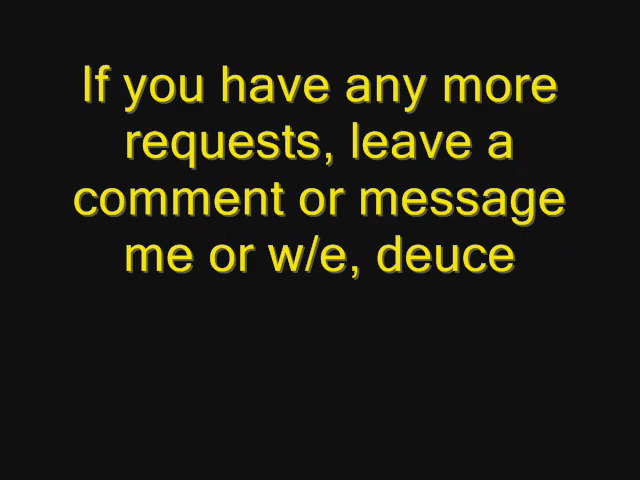 If you have any more
requests, leave a
comment or message
me or w/e, deuce